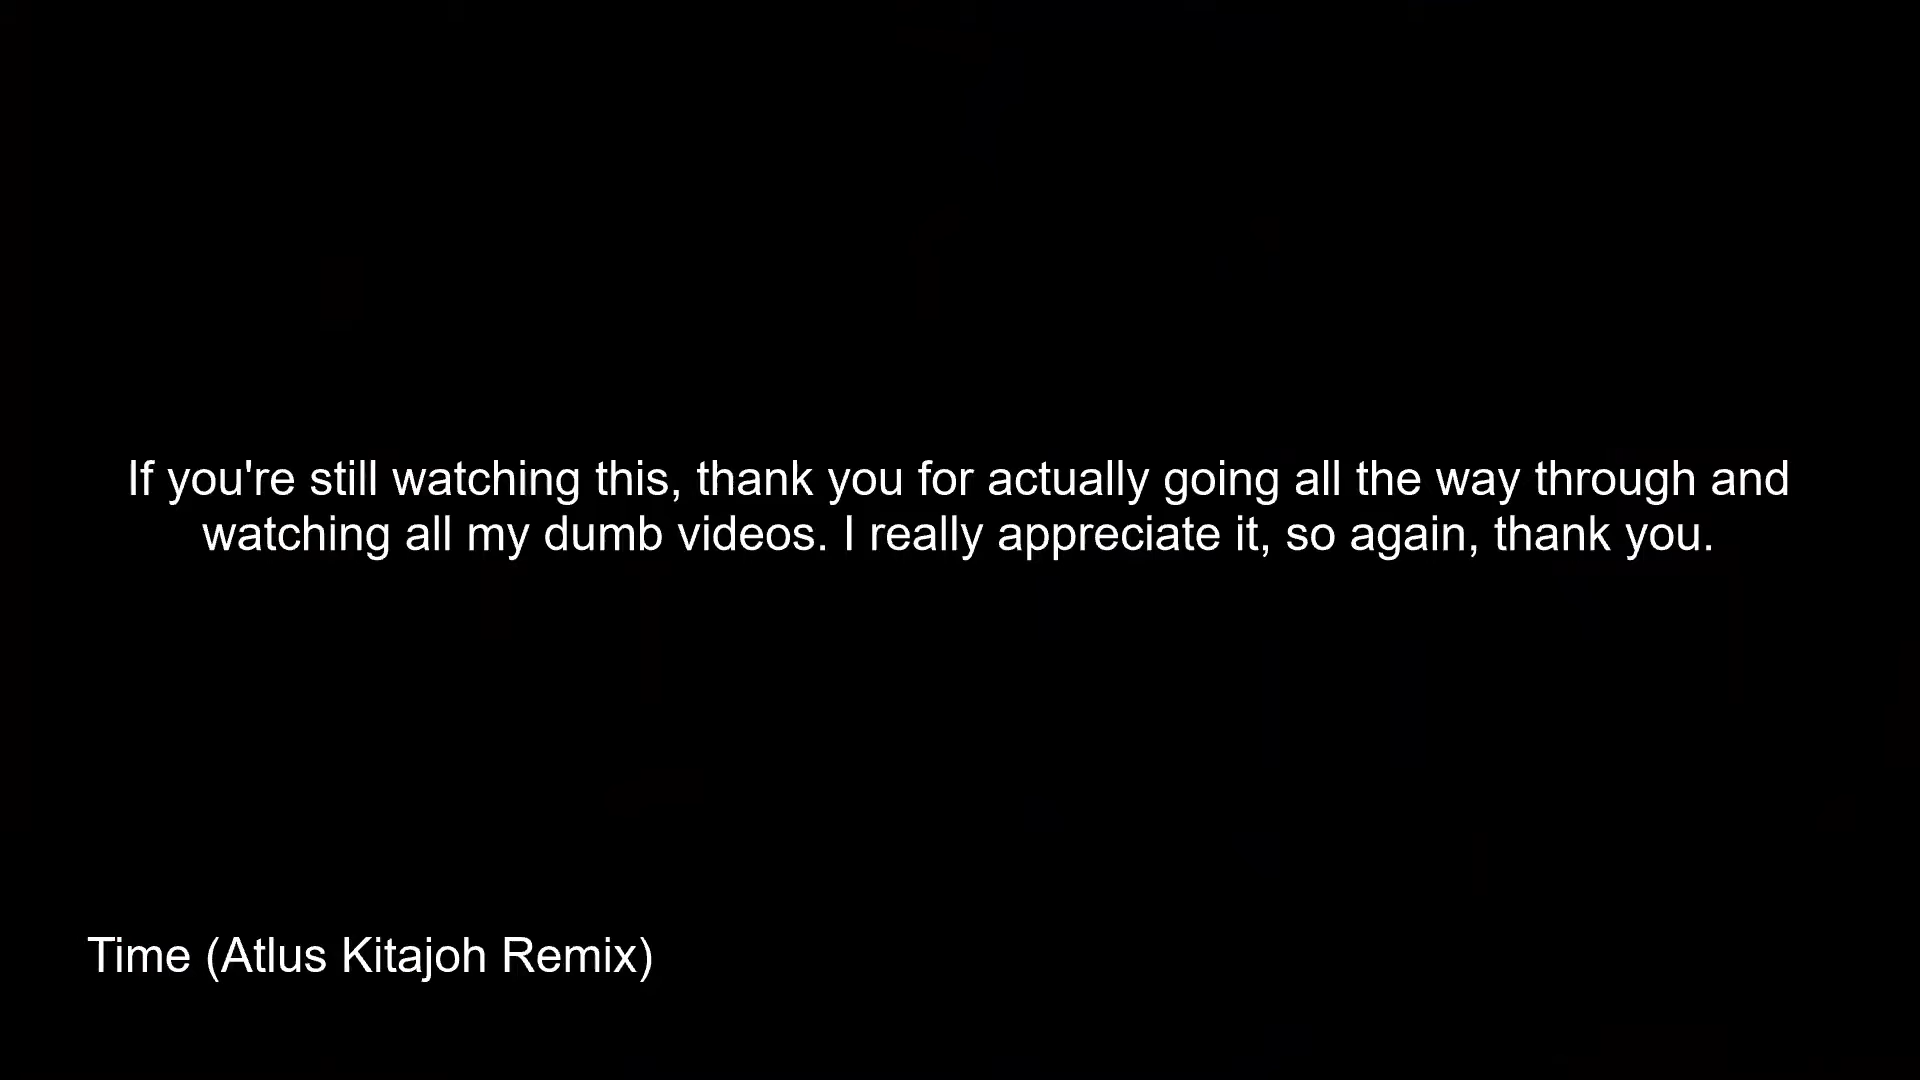 If you're still watching this, thank you for actually going all the way through and
watching all my dumb videos. I really appreciate it, so again, thank you.
Time (Atlus Kitajoh Remix)